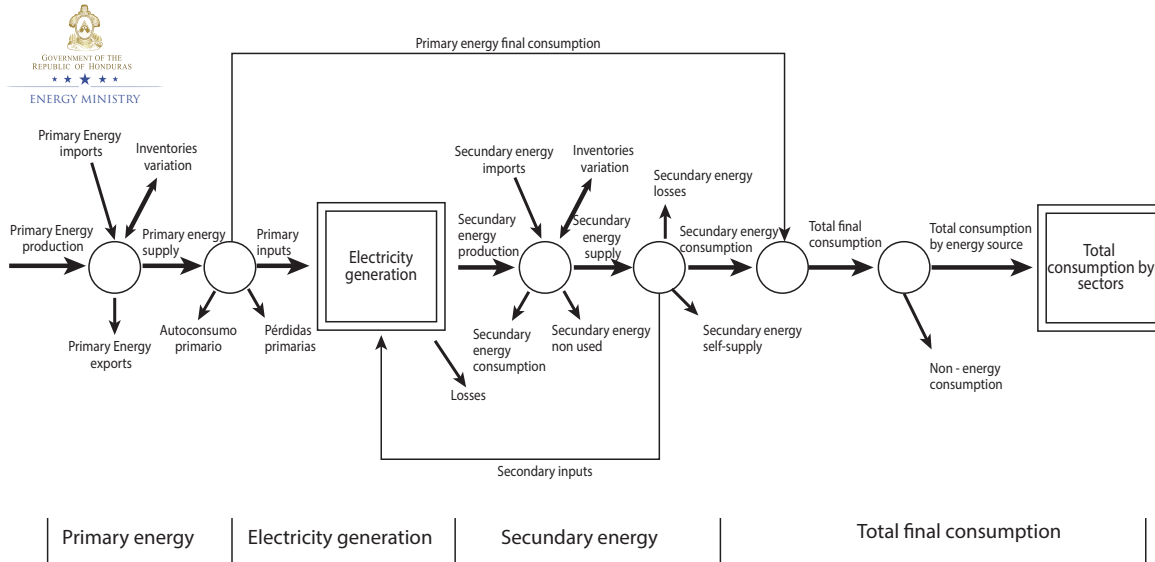 GOVERNMENT OF THE
REPUBLIC OF HONDURAS
ENERGY MINISTRY
Primary energy final consumption
Primary Energy
imports
Inventories
variation
Primary Energy
production
Primary energy
supply
Primary
inputs
Primary Energy
exports
Autoconsumo
primario
Pérdidas
primarias
Electricity
generation
Losses
Secundary energy
imports
Inventories
variation
Secundary
energy
production
Secundary
energy
supply
Secundary energy
losses
Secundary
energy
consumption
Secundary energy
non used
Secundary energy
consumption
Secundary energy
self-supply
Total final
consumption
Total consumption
by energy source
Total
consumption by
sectors
Non - energy
consumption
Secondary inputs
Primary energy
Electricity generation
Secundary energy
Total final consumption